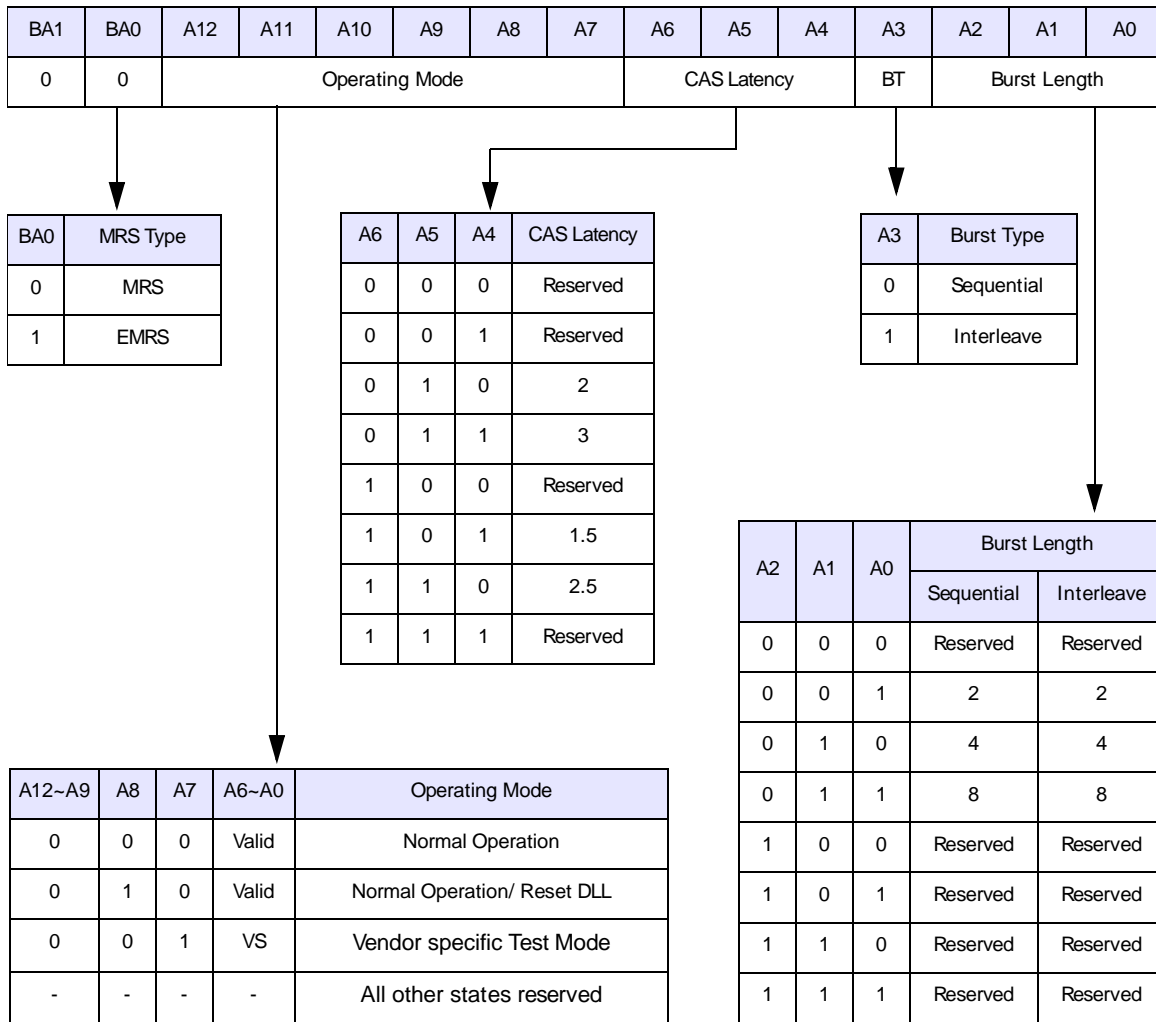 BA1 BA0 A12 A11 A10 A9 A8 A7 A6 A5 A4 A3 A2 A1 A0
0 0 Operating Mode CAS Latency BT Burst Length
BA0 MRS Type
0 MRS
1 EMRS
A6 A5 A4 CAS Latency
0 0 0 Reserved
0 0 1 Reserved
0 1 0 2
0 1 1 3
1 0 0 Reserved
1 0 1 1.5
1 1 0 2.5
1 1 1 Reserved
A3 Burst Type
0 Sequential
1 Interleave
A2 A1 A0 Burst Length
Sequential Interleave
0 0 0 Reserved Reserved
0 0 1 2 2
0 1 0 4 4
0 1 1 8 8
1 0 0 Reserved Reserved
1 0 1 Reserved Reserved
1 1 0 Reserved Reserved
1 1 1 Reserved Reserved
A12~A9 A8 A7 A6~A0 Operating Mode
0 0 0 Valid Normal Operation
0 1 0 Valid Normal Operation/ Reset DLL
0 0 1 VS Vendor specific Test Mode
- - - - All other states reserved